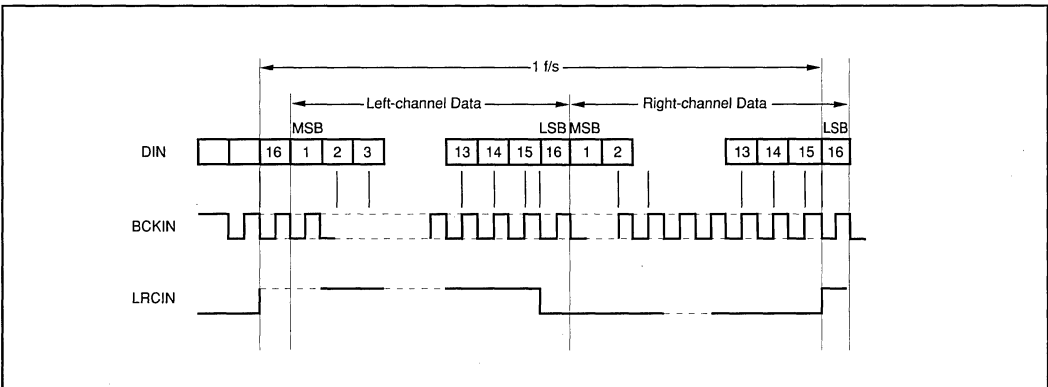 1 f/s
Left-channel Data Right-channel Data
MSB LSB MSB LSB
DIN 16 1 2 3 13 14 15 16 1 2 13 14 15 16
BCKIN
LRCIN